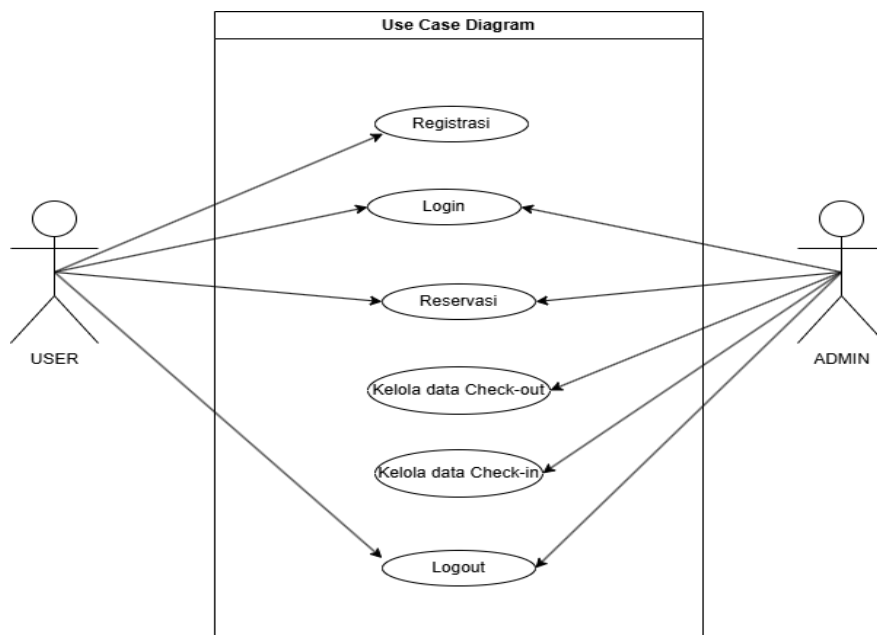 Use Case Diagram
Registrasi
Login
Reservasi
USER
ADMIN
Kelola data Check-out
Kelola data Check-in
Logout